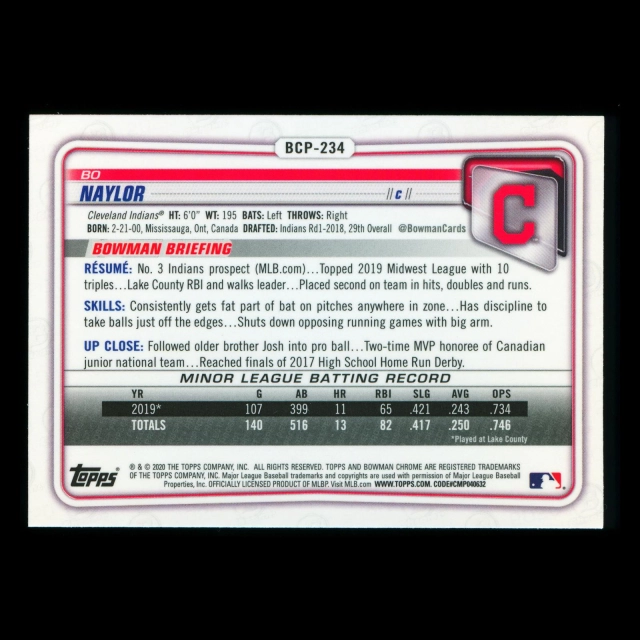 BCP-234
BO
NAYLOR // C //
Cleveland Indians® HT: 6'0" WT: 195 BATS: Left THROWS: Right
BORN: 2-21-00, Mississauga, Ont, Canada DRAFTED: Indians Rd1-2018, 29th Overall @BowmanCards
C
BOWMAN BRIEFING
RÉSUMÉ: No. 3 Indians prospect (MLB.com)...Topped 2019 Midwest League with 10
triples...Lake County RBI and walks leader...Placed second on team in hits, doubles and runs.
SKILLS: Consistently gets fat part of bat on pitches anywhere in zone...Has discipline to
take balls just off the edges...Shuts down opposing running games with big arm.
UP CLOSE: Followed older brother Josh into pro ball...Two-time MVP honoree of Canadian
junior national team...Reached finals of 2017 High School Home Run Derby.
MINOR LEAGUE BATTING RECORD
YR G AB HR RBI SLG AVG OPS
2019* 107 399 11 65 .421 .243 .734
TOTALS 140 516 13 82 .417 .250 .746
*Played at Lake County
Topps
® & © 2020 THE TOPPS COMPANY, INC. ALL RIGHTS RESERVED. TOPPS AND BOWMAN CHROME ARE REGISTERED TRADEMARKS
OF THE TOPPS COMPANY, INC. Major League Baseball trademarks and copyrights are used with permission of Major League Baseball
Properties, Inc. OFFICIALLY LICENSED PRODUCT OF MLBP. Visit MLB.com WWW.TOPPS.COM. CODE#CMP040632